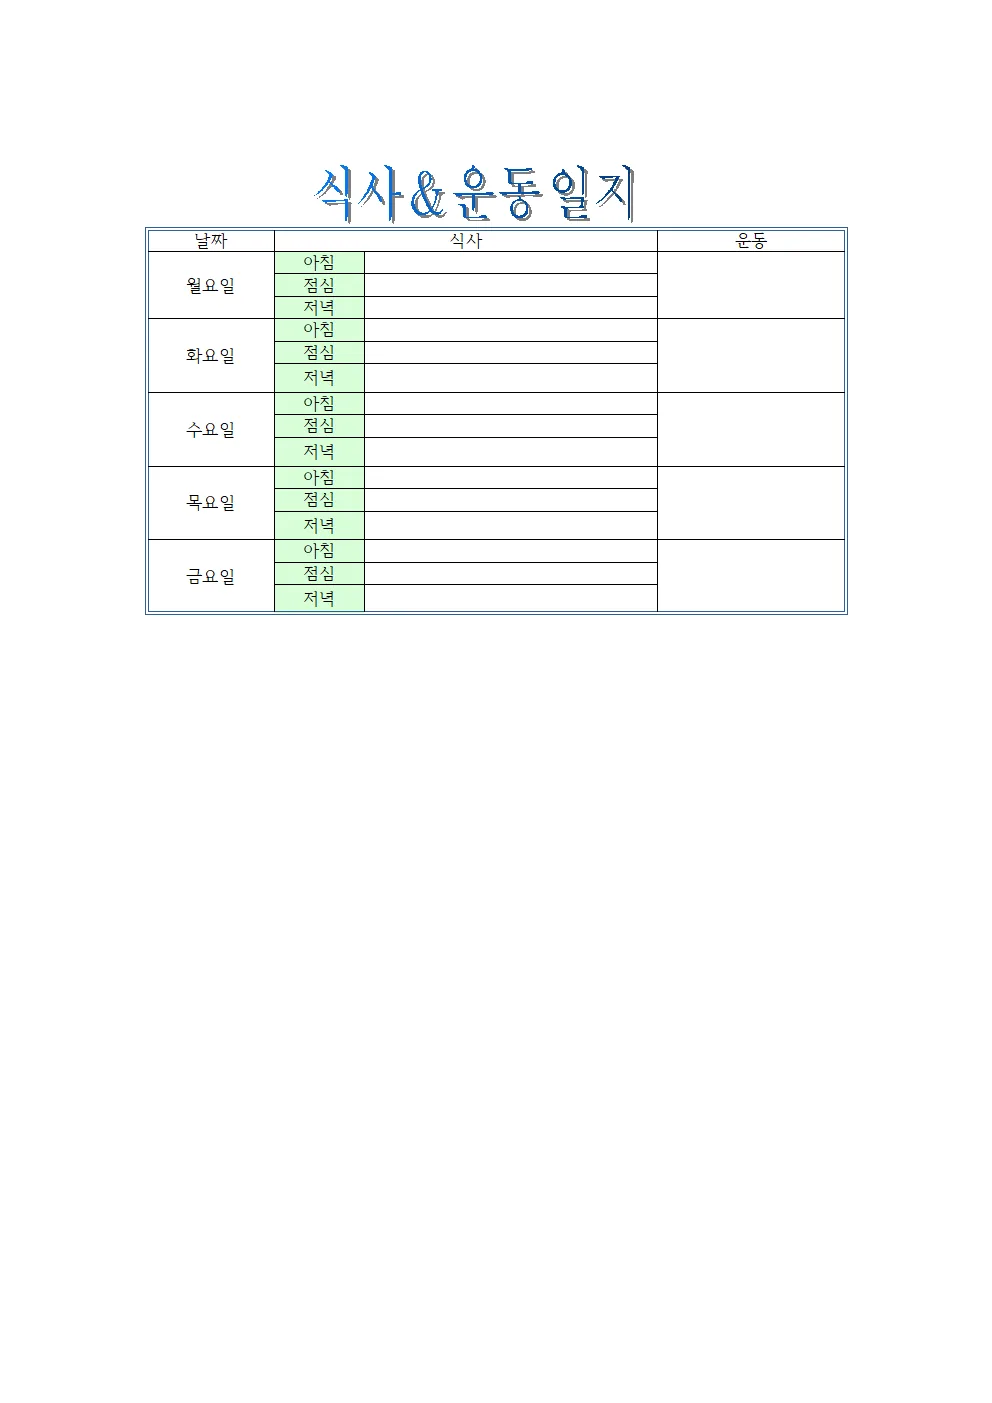 식사&운동일지
날짜 식사 운동
월요일 아침
점심
저녁
화요일 아침
점심
저녁
수요일 아침
점심
저녁
목요일 아침
점심
저녁
금요일 아침
점심
저녁